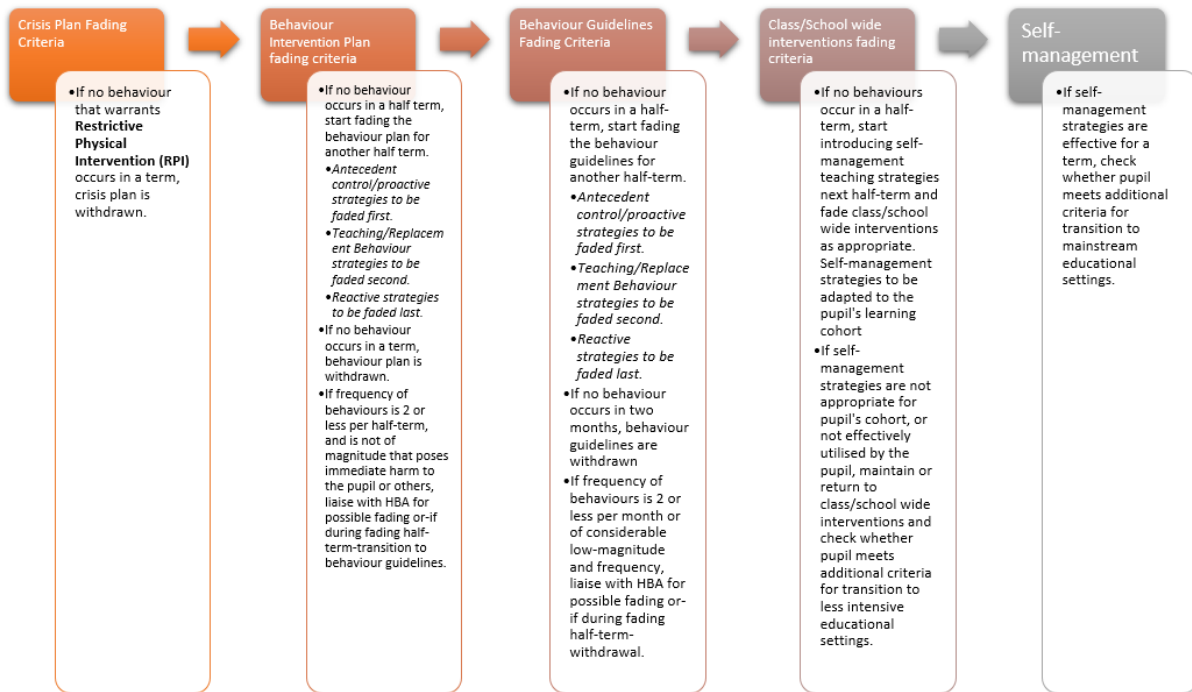 Crisis Plan Fading
Criteria
•If no behaviour
that warrants
Restrictive
Physical
Intervention (RPI)
occurs in a term,
crisis plan is
withdrawn.
Behaviour
Intervention Plan
fading criteria
•If no behaviour
occurs in a half term,
start fading the
behaviour plan for
another half term.
•Antecedent
control/proactive
strategies to be
faded first.
•Teaching/Replacem
ent Behaviour
strategies to be
faded second.
•Reactive strategies
to be faded last.
•If no behaviour
occurs in a term,
behaviour plan is
withdrawn.
•If frequency of
behaviours is 2 or
less per half-term,
and is not of
magnitude that poses
immediate harm to
the pupil or others,
liaise with HBA for
possible fading or-if
during fading half-
term-transition to
behaviour guidelines.
Behaviour Guidelines
Fading Criteria
•If no behaviour
occurs in a half-
term, start fading
the behaviour
guidelines for
another half-term.
•Antecedent
control/proactive
strategies to be
faded first.
•Teaching/Replace
ment Behaviour
strategies to be
faded second.
•Reactive
strategies to be
faded last.
•If no behaviour
occurs in two
months, behaviour
guidelines are
withdrawn
•If frequency of
behaviours is 2 or
less per month or
of considerable
low-magnitude
and frequency,
liaise with HBA for
possible fading or-
if during fading
half-term-
withdrawal.
Class/School wide
interventions fading
criteria
•If no behaviours
occur in a half-
term, start
introducing self-
management
teaching strategies
next half-term and
fade class/school
wide interventions
as appropriate.
Self-management
strategies to be
adapted to the
pupil's learning
cohort
•If self-
management
strategies are not
appropriate for
pupil's cohort, or
not effectively
utilised by the
pupil, maintain or
return to
class/school wide
interventions and
check whether
pupil meets
additional criteria
for transition to
less intensive
educational
settings.
Self-
management
•If self-
management
strategies are
effective for a
term, check
whether pupil
meets additional
criteria for
transition to
mainstream
educational
settings.